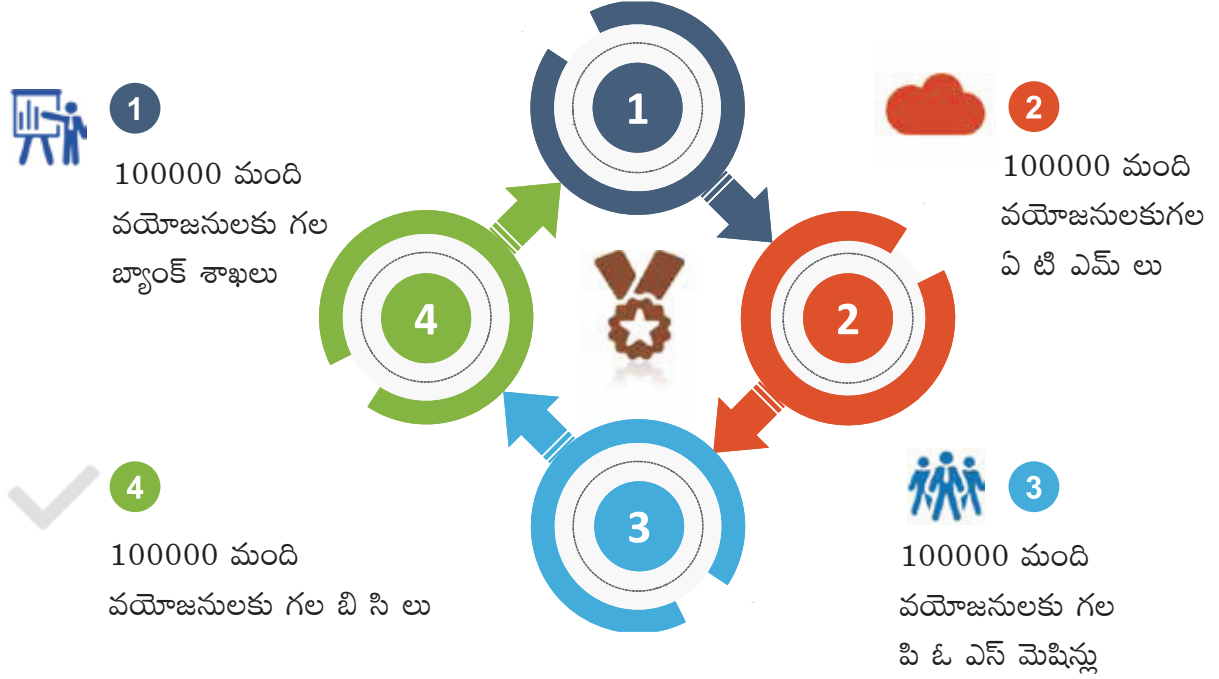 1
100000 మంది
వయోజనులకు గల
బ్యాంక్ శాఖలు
1
2
100000 మంది
వయోజనులకుగల
ఏ టి ఎమ్ లు
4
2
4
100000 మంది
వయోజనులకు గల బి సి లు
3
3
100000 మంది
వయోజనులకు గల
పి ఓ ఎస్ మెషిన్లు